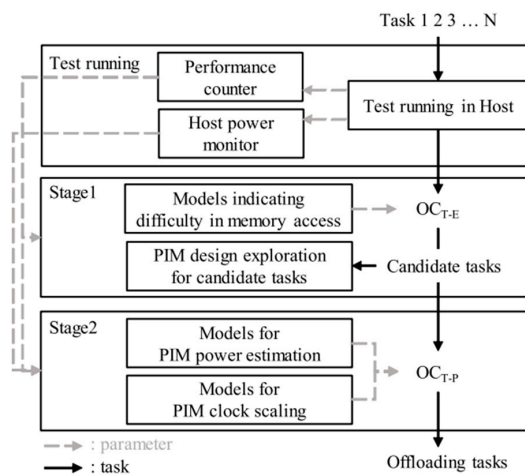 Task 1 2 3 … N
Test running
Performance
counter
Host power
monitor
Test running in Host
Stage1
Models indicating
difficulty in memory access
OCT-E
PIM design exploration
for candidate tasks
Candidate tasks
Stage2
Models for
PIM power estimation
Models for
PIM clock scaling
OCT-P
: parameter
: task
Offloading tasks